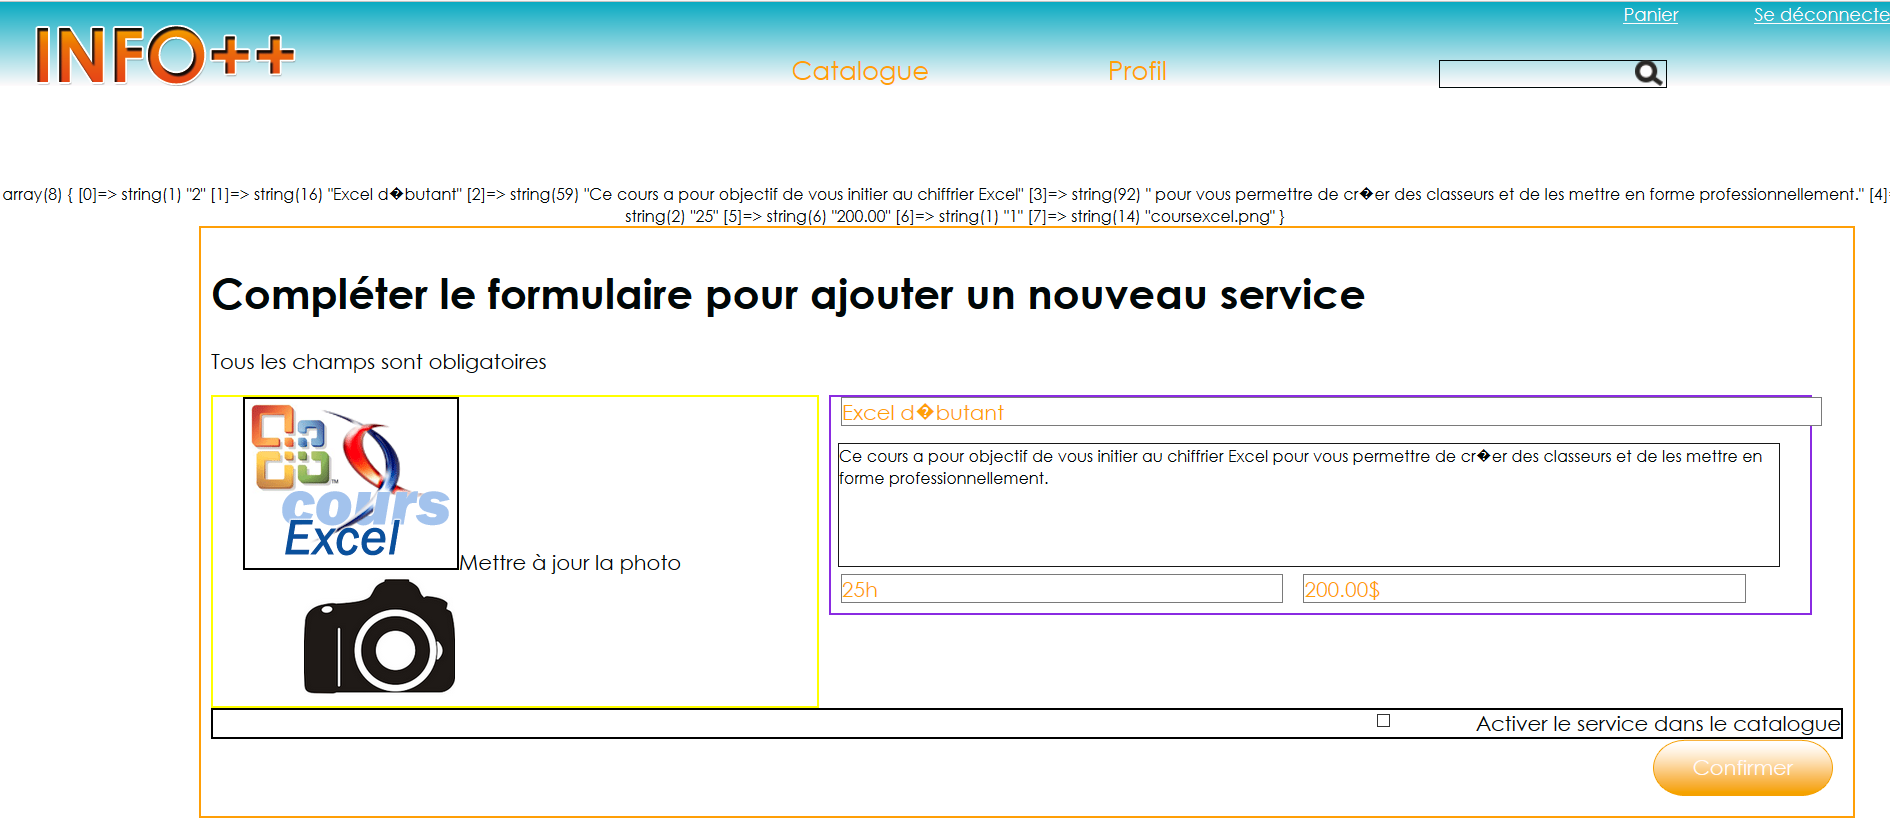 Panier Se déconnecte
INFO++
Catalogue Profil
array(8) { [0]=> string(1) "2" [1]=> string(16) "Excel d�butant" [2]=> string(59) "Ce cours a pour objectif de vous initier au chiffrier Excel" [3]=> string(92) " pour vous permettre de cr�er des classeurs et de les mettre en forme professionnellement." [4]=
string(2) "25" [5]=> string(6) "200.00" [6]=> string(1) "1" [7]=> string(14) "coursexcel.png" }
Compléter le formulaire pour ajouter un nouveau service
Tous les champs sont obligatoires
cours
Excel
Mettre à jour la photo
Excel d�butant
Ce cours a pour objectif de vous initier au chiffrier Excel pour vous permettre de cr�er des classeurs et de les mettre en
forme professionnellement.
25h 200.00$
Activer le service dans le catalogue
Confirmer